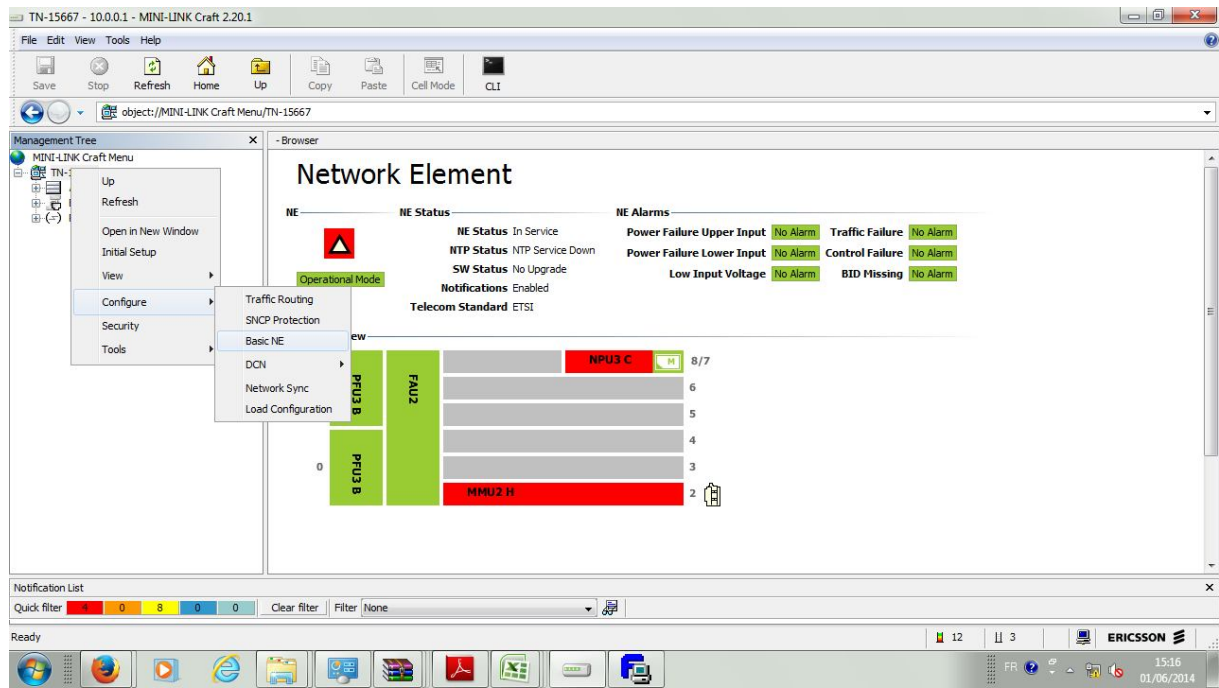 TN-15667 - 10.0.0.1 - MINI-LINK Craft 2.20.1
File Edit View Tools Help
Save Stop Refresh Home Up Copy Paste Cell Mode CLI
object://MINI-LINK Craft Menu/TN-15667
Management Tree
MINI-LINK Craft Menu
Up
Refresh
Open in New Window
Initial Setup
View
Configure
Security
Tools
Traffic Routing
SNCP Protection
Basic NE
DCN
Network Sync
Load Configuration
- Browser
Network Element
NE
Operational Mode
NE Status
NE Status In Service
NTP Status NTP Service Down
SW Status No Upgrade
Notifications Enabled
Telecom Standard ETSI
NE Alarms
Power Failure Upper Input No Alarm Traffic Failure No Alarm
Power Failure Lower Input No Alarm Control Failure No Alarm
Low Input Voltage No Alarm BID Missing No Alarm
NPU3 C M 8/7
6
5
4
3
MMU2 H 2
PFU3 B
FAU2
0 PFU3 B
Notification List
Quick filter 4 0 8 0 0 Clear filter Filter None
Ready 12 3 ERICSSON
FR 15:16
01/06/2014